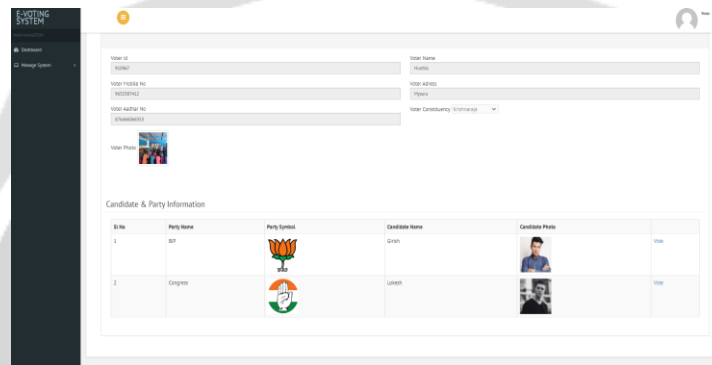 E-VOTING
SYSTEM
Dashboard
Manage System
Voter Id
Voter Name
Voter Mobile No
Voter Adress
Mysuru
Voter Aadhar No
Voter Constituency Krishnaraja
Voter Photo
Candidate & Party Information
Sl No Party Name Party Symbol Candidate Name Candidate Photo
1 BJP Girish Vote
2 Congress Lokesh Vote